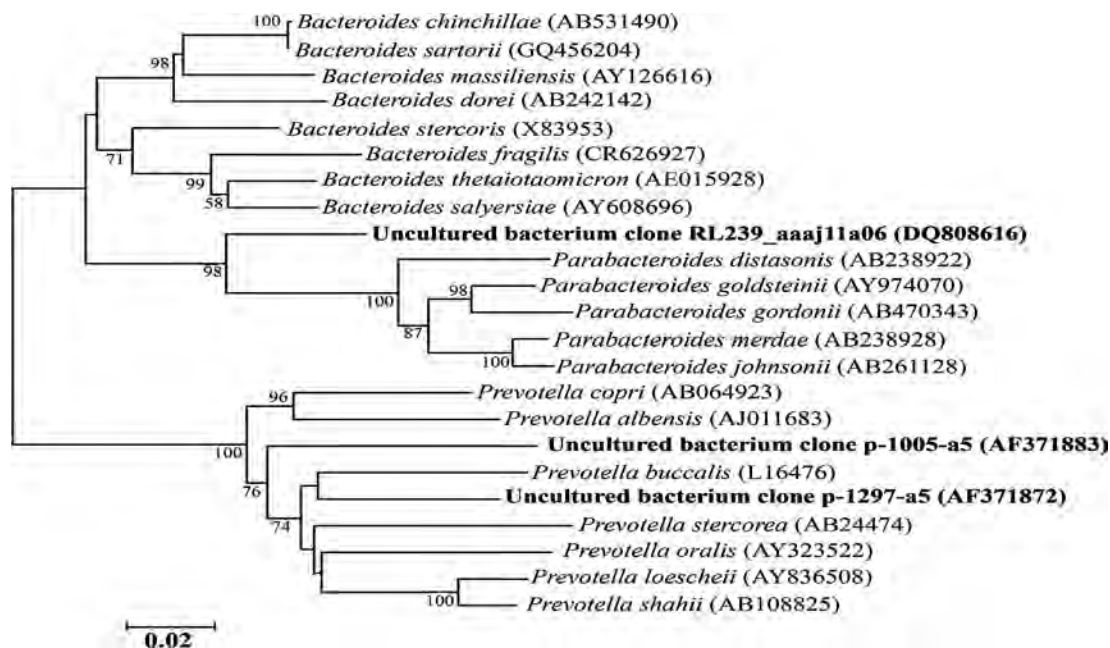 100 Bacteroides chinchillae (AB531490)
Bacteroides sartorii (GQ456204)
98 Bacteroides massiliensis (AY126616)
Bacteroides dorei (AB242142)
Bacteroides stercoris (X83953)
71 Bacteroides fragilis (CR626927)
99 Bacteroides thetaiotaomicron (AE015928)
58 Bacteroides salyersiae (AY608696)
Uncultured bacterium clone RL239_aaaj11a06 (DQ808616)
98 Parabacteroides distasonis (AB238922)
100 98 Parabacteroides goldsteinii (AY974070)
Parabacteroides gordonii (AB470343)
87 Parabacteroides merdae (AB238928)
100 Parabacteroides johnsonii (AB261128)
96 Prevotella copri (AB064923)
Prevotella albensis (AJ011683)
100 Uncultured bacterium clone p-1005-a5 (AF371883)
Prevotella buccalis (L16476)
76 Uncultured bacterium clone p-1297-a5 (AF371872)
74 Prevotella stercorea (AB24474)
Prevotella oralis (AY323522)
Prevotella loescheii (AY836508)
100 Prevotella shahii (AB108825)
0.02